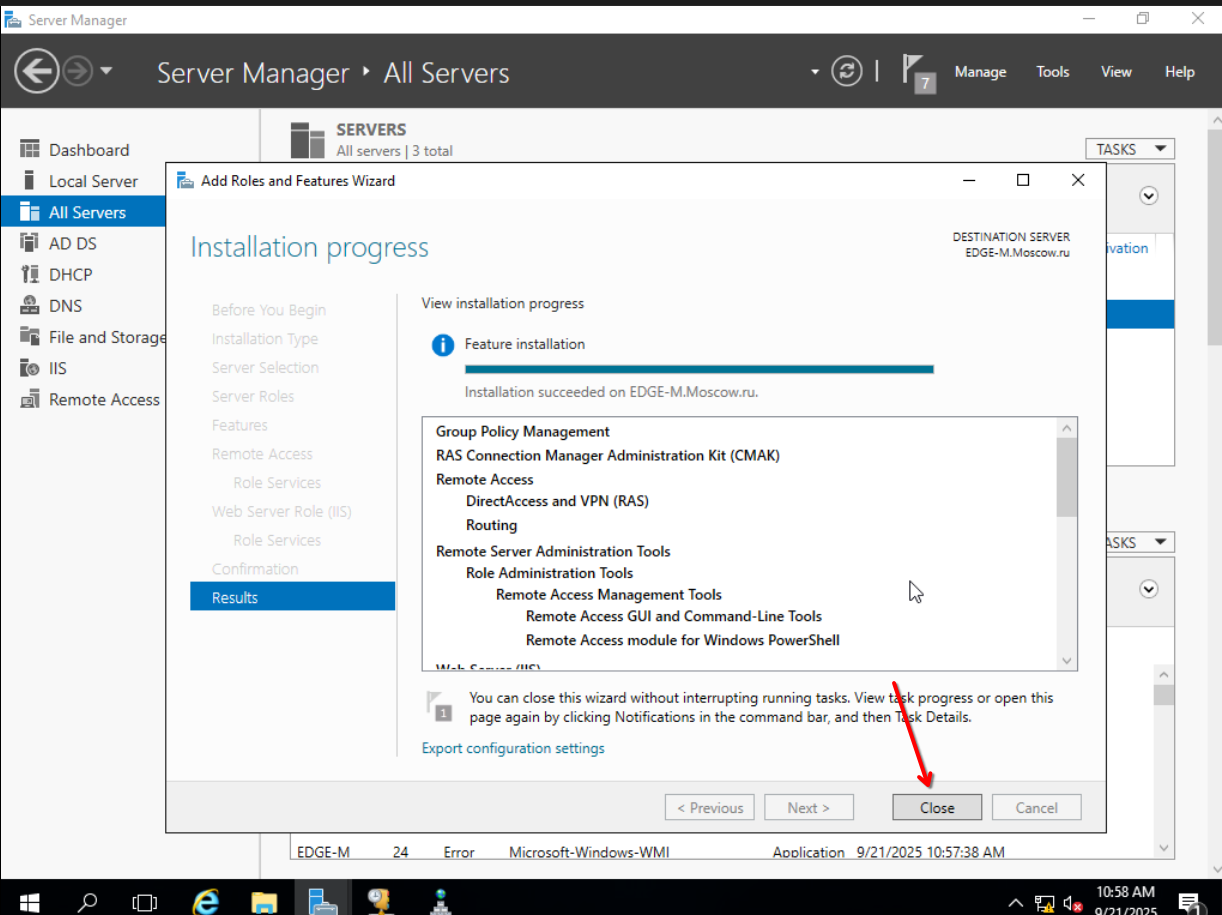 Server Manager
Server Manager ‣ All Servers
7
Manage Tools View Help
Dashboard
Local Server
All Servers
AD DS
DHCP
DNS
File and Storage
IIS
Remote Access
SERVERS
All servers | 3 total
TASKS
ivation
Add Roles and Features Wizard
Installation progress
DESTINATION SERVER
EDGE-M.Moscow.ru
Before You Begin
Installation Type
Server Selection
Server Roles
Features
Remote Access
Role Services
Web Server Role (IIS)
Role Services
Confirmation
Results
View installation progress
Feature installation
Installation succeeded on EDGE-M.Moscow.ru.
Group Policy Management
RAS Connection Manager Administration Kit (CMAK)
Remote Access
DirectAccess and VPN (RAS)
Routing
Remote Server Administration Tools
Role Administration Tools
Remote Access Management Tools
Remote Access GUI and Command-Line Tools
Remote Access module for Windows PowerShell
Web Server (IIS)
1
You can close this wizard without interrupting running tasks. View task progress or open this
page again by clicking Notifications in the command bar, and then Task Details.
Export configuration settings
< Previous Next > Close Cancel
ASKS
EDGE-M 24 Error Microsoft-Windows-WMI Application 9/21/2025 10:57:38 AM
10:58 AM
9/21/2025
1